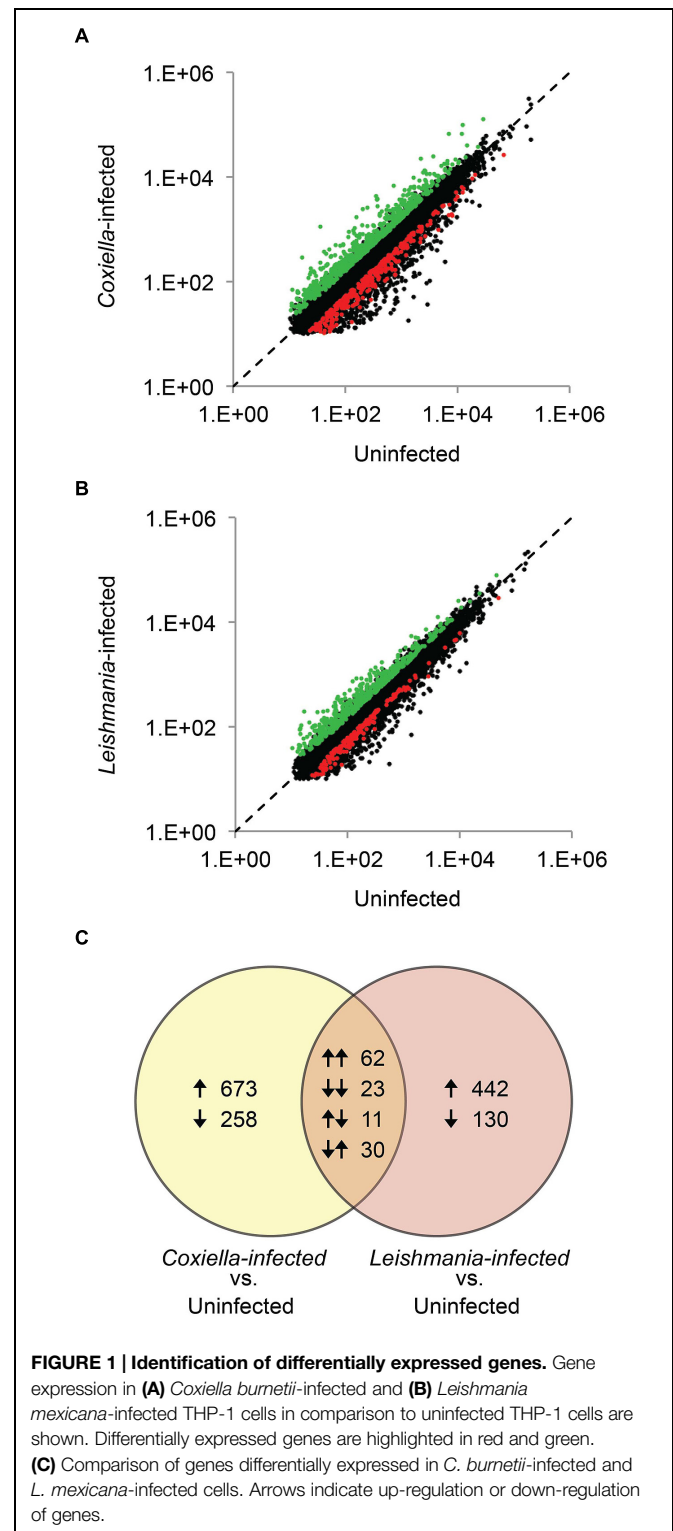 A
1.E+06
1.E+04
1.E+02
1.E+00
Coxiella-infected
1.E+00 1.E+02 1.E+04 1.E+06
Uninfected
B
1.E+06
1.E+04
1.E+02
1.E+00
Leishmania-infected
1.E+00 1.E+02 1.E+04 1.E+06
Uninfected
C
↑ 673
↓ 258
↑↑ 62
↓↓ 23
↑↓ 11
↓↑ 30
↑ 442
↓ 130
Coxiella-infected
vs.
Uninfected
Leishmania-infected
vs.
Uninfected
FIGURE 1 | Identification of differentially expressed genes. Gene
expression in (A) Coxiella burnetii-infected and (B) Leishmania
mexicana-infected THP-1 cells in comparison to uninfected THP-1 cells are
shown. Differentially expressed genes are highlighted in red and green.
(C) Comparison of genes differentially expressed in C. burnetii-infected and
L. mexicana-infected cells. Arrows indicate up-regulation or down-regulation
of genes.